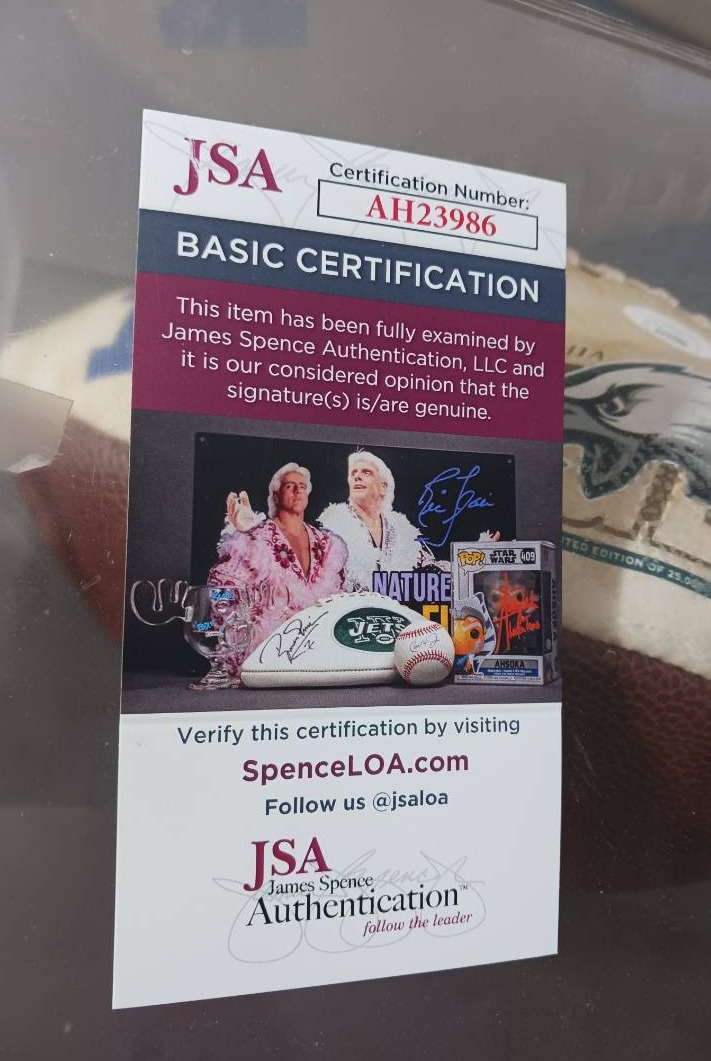 JSA
Certification Number:
AH23986
BASIC CERTIFICATION
This item has been fully examined by
James Spence Authentication, LLC and
it is our considered opinion that the
signature(s) is/are genuine.
NATURE
POP!
STAR WARS
409
JETS
AHSOKA
TED EDITION OF 25,0
Verify this certification by visiting
SpenceLOA.com
Follow us @jsaloa
JSA
James Spence
Authentication™
follow the leader